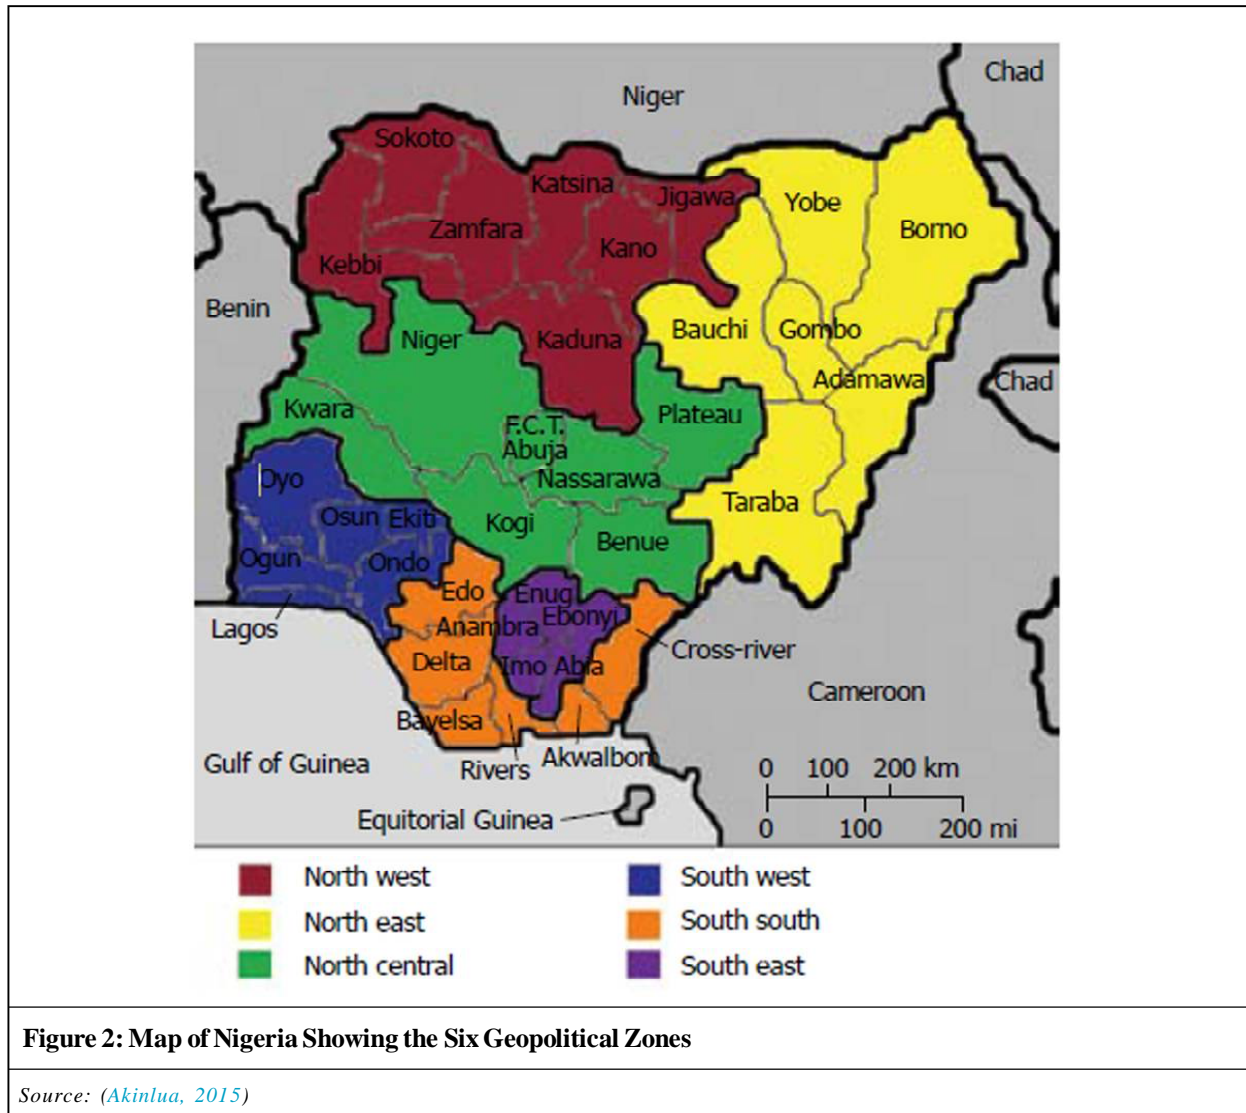 Chad
Niger
Sokoto
Katsina
Jigawa
Yobe
Zamfara
Kano
Borno
Kebbi
Benin
Niger
Kaduna
Bauchi
Gombo
Adamawa
Chad
Kwara
Plateau
F.C.T.
Abuja
Nassarawa
Oyo
Taraba
Osun
Ekiti
Kogi
Benue
Ogun
Ondo
Edo
Enug
Ebonyi
Lagos
Anambra
Cross-river
Delta
Imo
Abia
Cameroon
Bayelsa
Gulf of Guinea
Rivers
Akwalbom
0 100 200 km
Equitorial Guinea
0 100 200 mi
North west
South west
North east
South south
North central
South east
Figure 2: Map of Nigeria Showing the Six Geopolitical Zones
Source: (Akinlua, 2015)